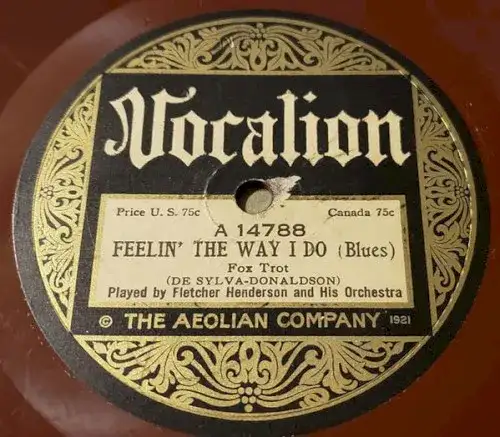 Vocalion
Price U. S. 75c Canada 75c
A 14788
FEELIN' THE WAY I DO (Blues)
Fox Trot
(DE SYLVA-DONALDSON)
Played by Fletcher Henderson and His Orchestra
© THE AEOLIAN COMPANY 1921